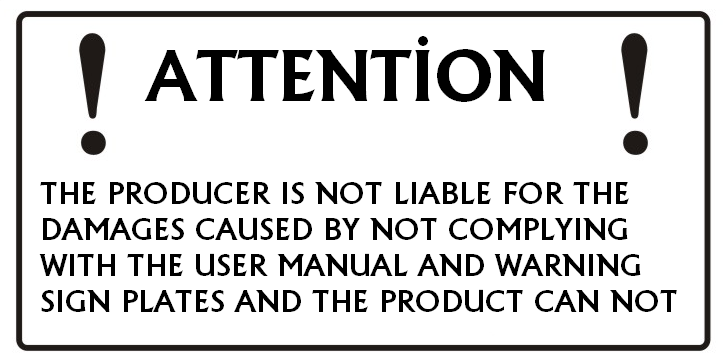 ! ATTENTİON !
THE PRODUCER IS NOT LIABLE FOR THE
DAMAGES CAUSED BY NOT COMPLYING
WITH THE USER MANUAL AND WARNING
SIGN PLATES AND THE PRODUCT CAN NOT